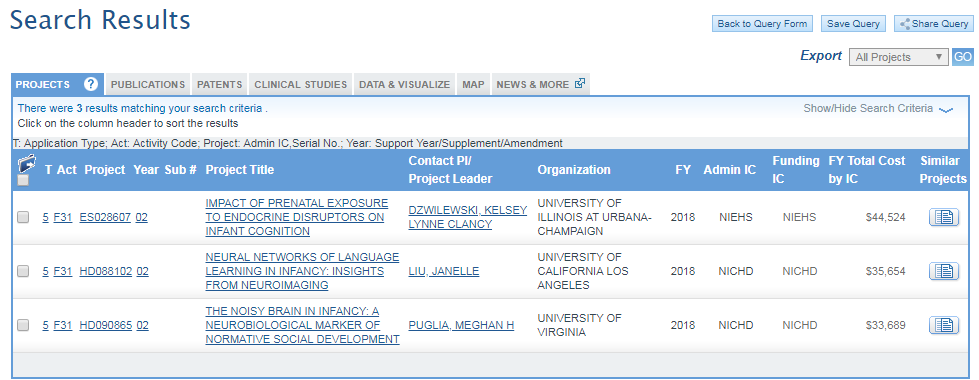 Search Results
Back to Query Form Save Query Share Query
Export All Projects GO
PROJECTS ? PUBLICATIONS PATENTS CLINICAL STUDIES DATA & VISUALIZE MAP NEWS & MORE
There were 3 results matching your search criteria .
Show/Hide Search Criteria
Click on the column header to sort the results
T: Application Type; Act: Activity Code; Project: Admin IC,Serial No.; Year: Support Year/Supplement/Amendment
T Act Project Year Sub # Project Title Contact PI/ Project Leader Organization FY Admin IC Funding IC FY Total Cost by IC Similar Projects
5 F31 ES028607 02 IMPACT OF PRENATAL EXPOSURE TO ENDOCRINE DISRUPTORS ON INFANT COGNITION DZWILEWSKI, KELSEY LYNNE CLANCY UNIVERSITY OF ILLINOIS AT URBANA-CHAMPAIGN 2018 NIEHS NIEHS $44,524
5 F31 HD088102 02 NEURAL NETWORKS OF LANGUAGE LEARNING IN INFANCY: INSIGHTS FROM NEUROIMAGING LIU, JANELLE UNIVERSITY OF CALIFORNIA LOS ANGELES 2018 NICHD NICHD $35,654
5 F31 HD090865 02 THE NOISY BRAIN IN INFANCY: A NEUROBIOLOGICAL MARKER OF NORMATIVE SOCIAL DEVELOPMENT PUGLIA, MEGHAN H UNIVERSITY OF VIRGINIA 2018 NICHD NICHD $33,689